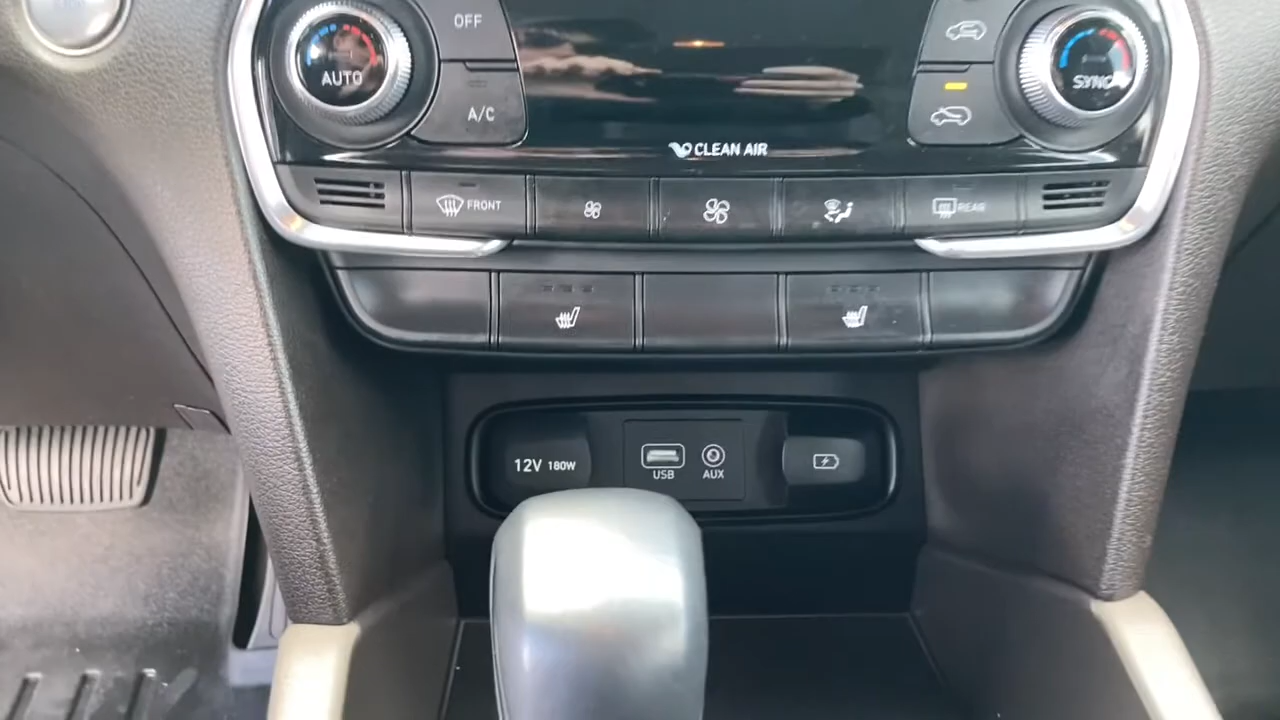 OFF
AUTO
A/C
SYNC
CLEAN AIR
FRONT
REAR
12V 180W
USB
AUX